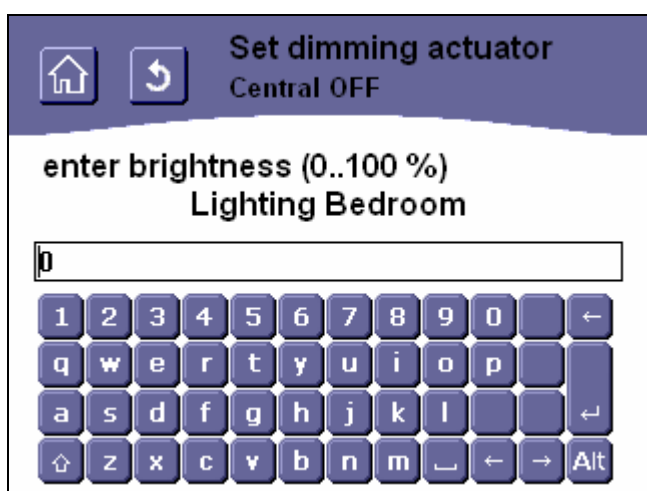 Set dimming actuator
Central OFF
enter brightness (0..100 %)
Lighting Bedroom
0
1 2 3 4 5 6 7 8 9 0 ←
q w e r t y u i o p
a s d f g h j k l ↵
⇧ z x c v b n m ⎵ ← → Alt